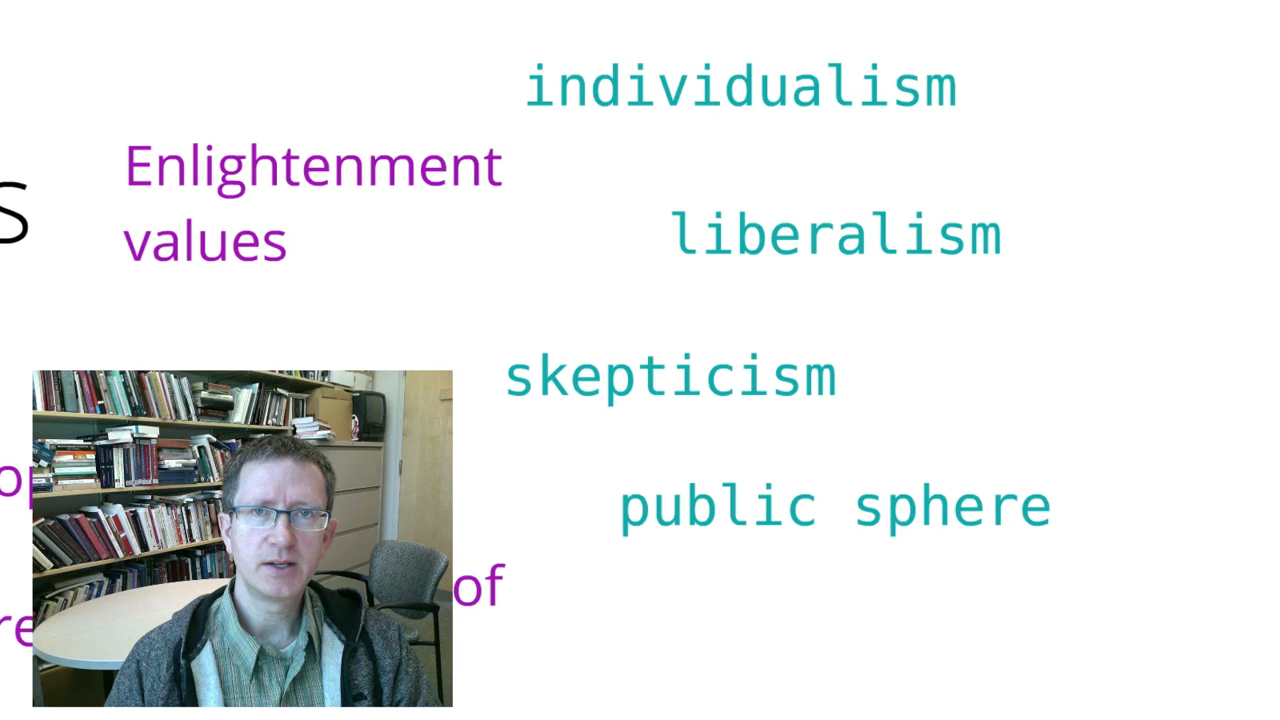 individualism
Enlightenment
values
liberalism
skepticism
public sphere
of